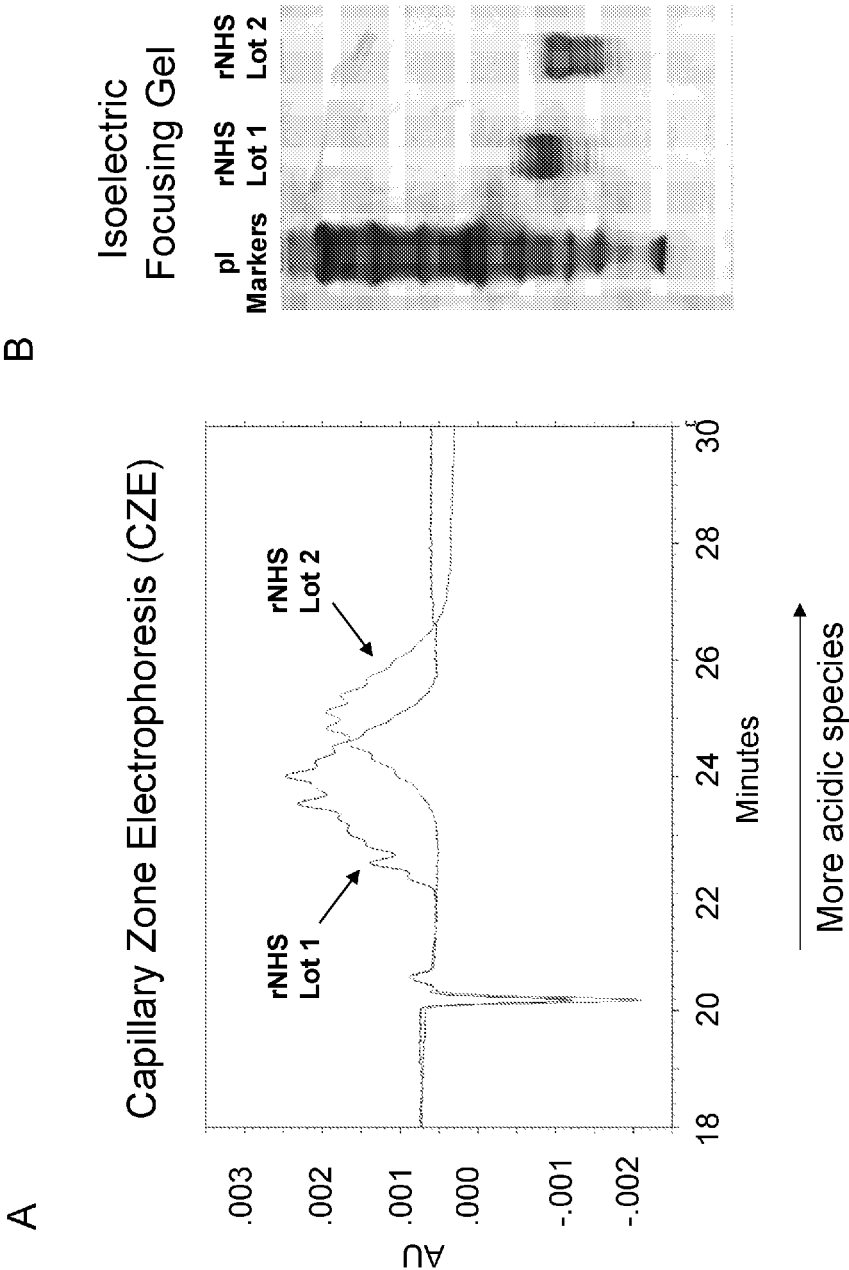 A
Capillary Zone Electrophoresis (CZE)
AU
.003
.002
.001
.000
-.001
-.002
rNHS
Lot 1
rNHS
Lot 2
18
20
22
24
26
28
30
Minutes
More acidic species
B
Isoelectric
Focusing Gel
pI
Markers
rNHS
Lot 1
rNHS
Lot 2